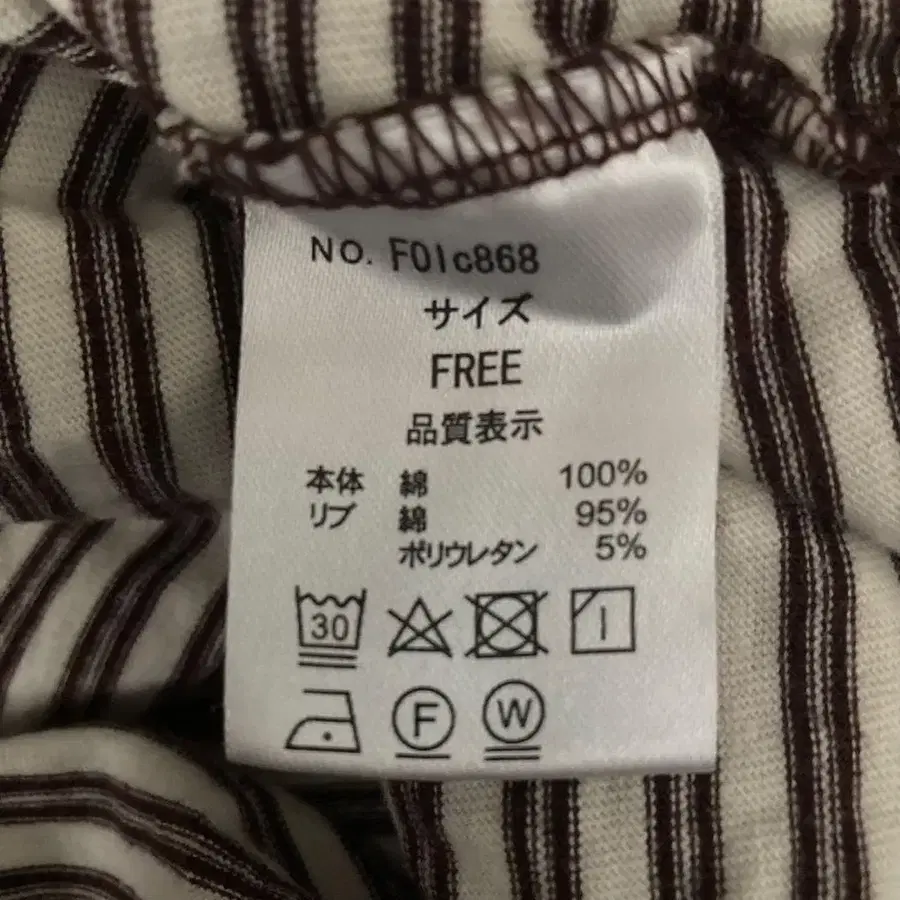 NO. F01c868
サイズ
FREE
品質表示
本体 綿 100%
リブ 綿 95%
ポリウレタン 5%
30
F W